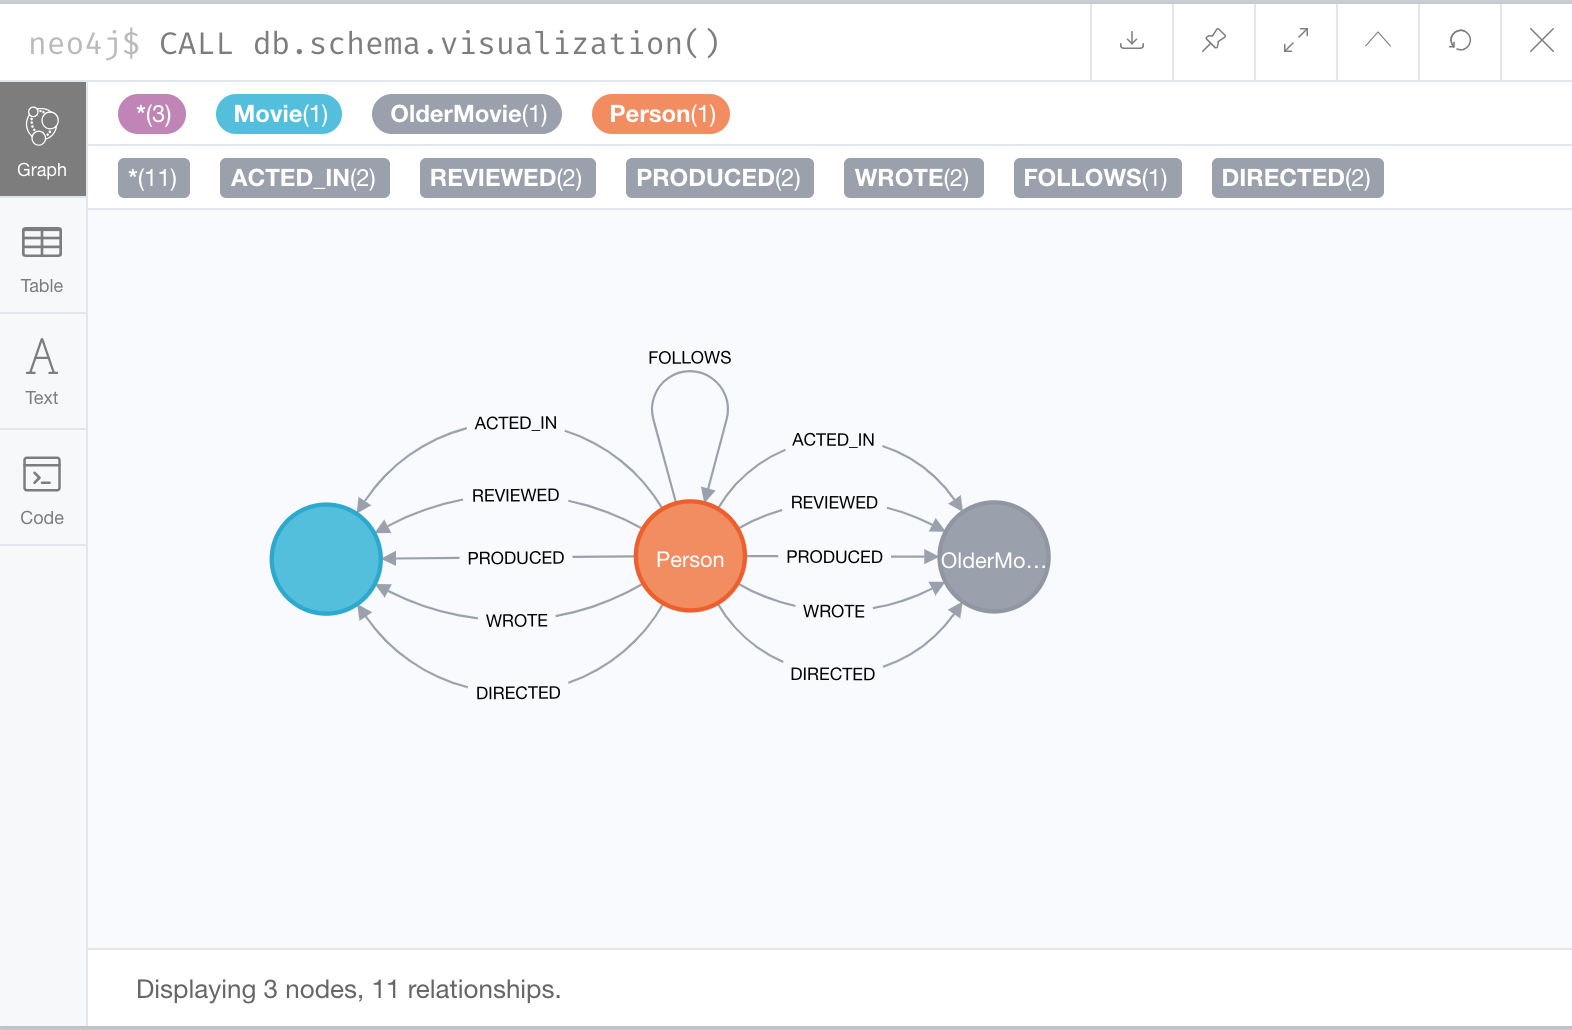 neo4j$ CALL db.schema.visualization()
*(3) Movie(1) OlderMovie(1) Person(1)
*(11) ACTED_IN(2) REVIEWED(2) PRODUCED(2) WROTE(2) FOLLOWS(1) DIRECTED(2)
Graph
Table
Text
Code
FOLLOWS
ACTED_IN
ACTED_IN
REVIEWED
REVIEWED
PRODUCED
Person
PRODUCED
OlderMo...
WROTE
WROTE
DIRECTED
DIRECTED
Displaying 3 nodes, 11 relationships.